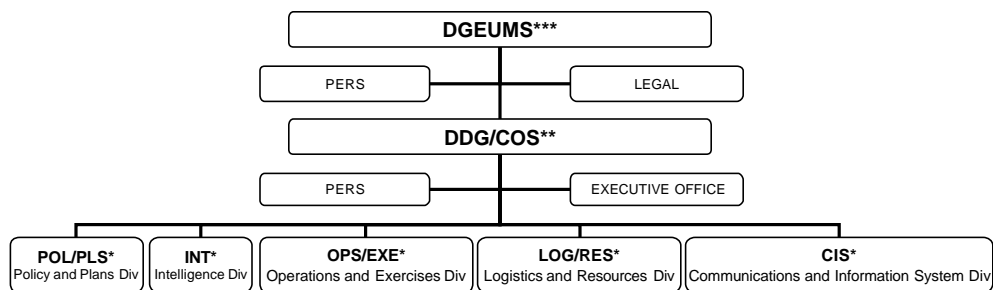 DGEUMS***
PERS
LEGAL
DDG/COS**
PERS
EXECUTIVE OFFICE
POL/PLS*
Policy and Plans Div
INT*
Intelligence Div
OPS/EXE*
Operations and Exercises Div
LOG/RES*
Logistics and Resources Div
CIS*
Communications and Information System Div